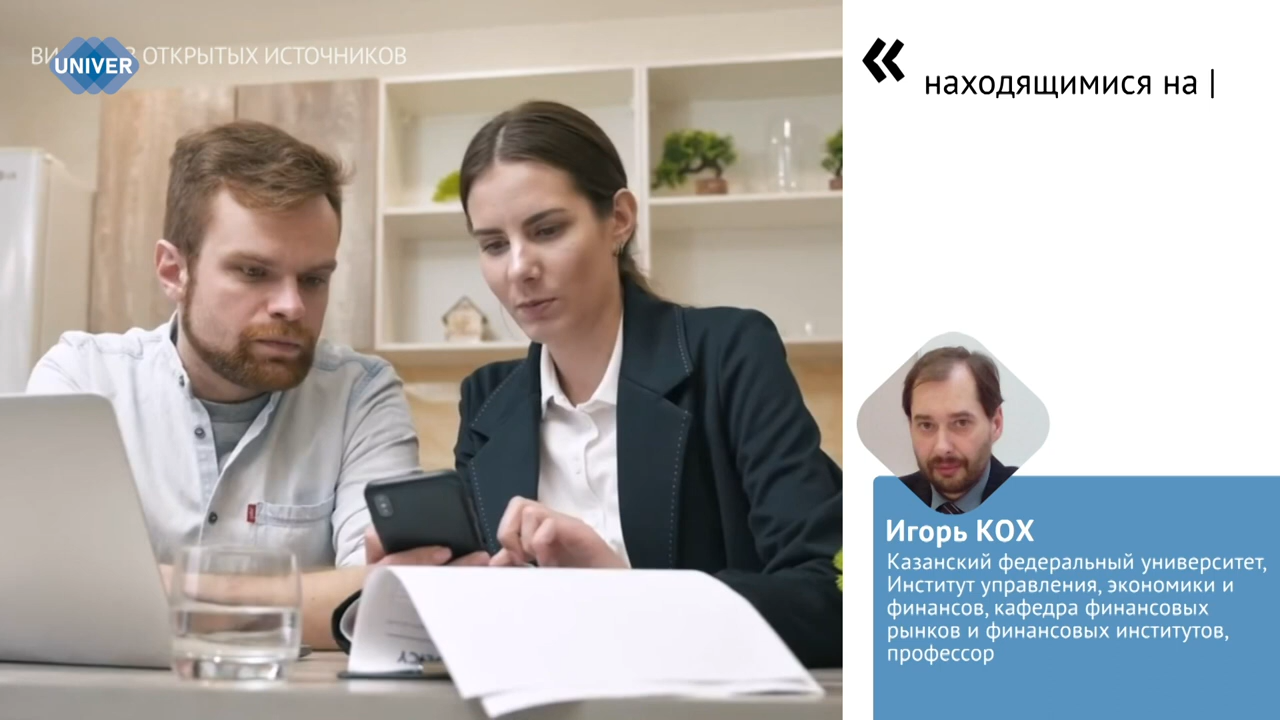 ОТКРЫТЫХ ИСТОЧНИКОВ
UNIVER
« находящимися на |
Игорь КОХ
Казанский федеральный университет,
Институт управления, экономики и
финансов, кафедра финансовых
рынков и финансовых институтов,
профессор